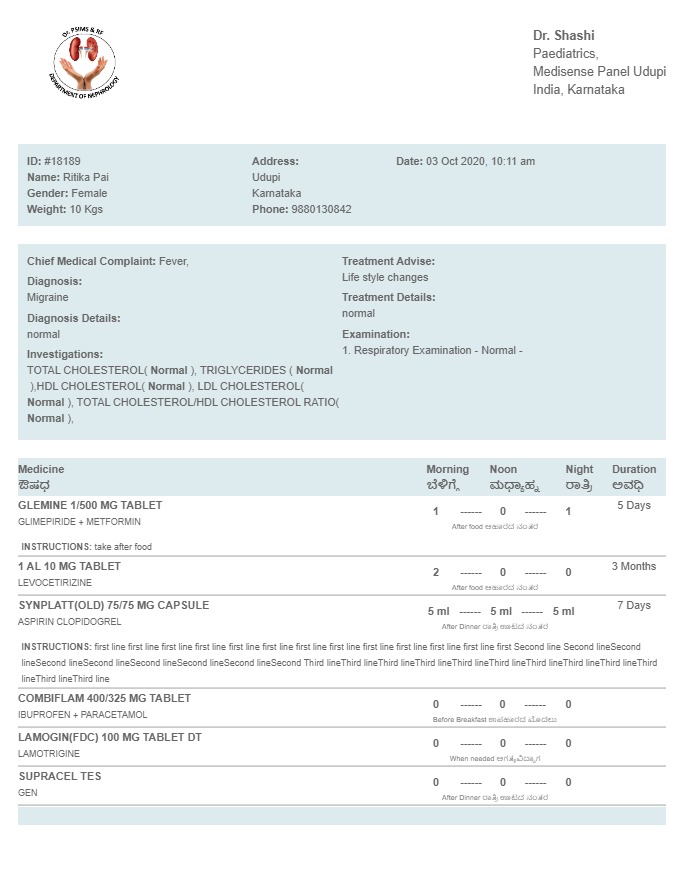 Dr. PSIMS & RF
DEPARTMENT OF NEPHROLOGY
Dr. Shashi
Paediatrics,
Medisense Panel Udupi
India, Karnataka
ID: #18189
Name: Ritika Pai
Gender: Female
Weight: 10 Kgs
Address:
Udupi
Karnataka
Phone: 9880130842
Date: 03 Oct 2020, 10:11 am
Chief Medical Complaint: Fever,
Diagnosis:
Migraine
Diagnosis Details:
normal
Investigations:
TOTAL CHOLESTEROL( Normal ), TRIGLYCERIDES ( Normal
),HDL CHOLESTEROL( Normal ), LDL CHOLESTEROL(
Normal ), TOTAL CHOLESTEROL/HDL CHOLESTEROL RATIO(
Normal ),
Treatment Advise:
Life style changes
Treatment Details:
normal
Examination:
1. Respiratory Examination - Normal -
Medicine Morning Noon Night Duration
ಔಷಧ ಬೆಳಿಗ್ಗೆ ಮಧ್ಯಾಹ್ನ ರಾತ್ರಿ ಅವಧಿ
GLEMINE 1/500 MG TABLET 1 ------ 0 ------ 1 5 Days
GLIMEPIRIDE + METFORMIN After food ಆಹಾರದ ನಂತರ
INSTRUCTIONS: take after food
1 AL 10 MG TABLET 2 ------ 0 ------ 0 3 Months
LEVOCETIRIZINE After food ಆಹಾರದ ನಂತರ
SYNPLATT(OLD) 75/75 MG CAPSULE 5 ml ------ 5 ml ------ 5 ml 7 Days
ASPIRIN CLOPIDOGREL After Dinner ರಾತ್ರಿ ಊಟದ ನಂತರ
INSTRUCTIONS: first line first line first line first line first line first line first line first line first line first line first line first line Second line Second lineSecond
lineSecond lineSecond lineSecond lineSecond lineSecond lineSecond Third lineThird lineThird lineThird lineThird lineThird lineThird lineThird lineThird lineThird
lineThird lineThird line
COMBIFLAM 400/325 MG TABLET 0 ------ 0 ------ 0
IBUPROFEN + PARACETAMOL Before Breakfast ಉಪಹಾರದ ಮೊದಲು
LAMOGIN(FDC) 100 MG TABLET DT 0 ------ 0 ------ 0
LAMOTRIGINE When needed ಅಗತ್ಯವಿದ್ದಾಗ
SUPRACEL TES 0 ------ 0 ------ 0
GEN After Dinner ರಾತ್ರಿ ಊಟದ ನಂತರ